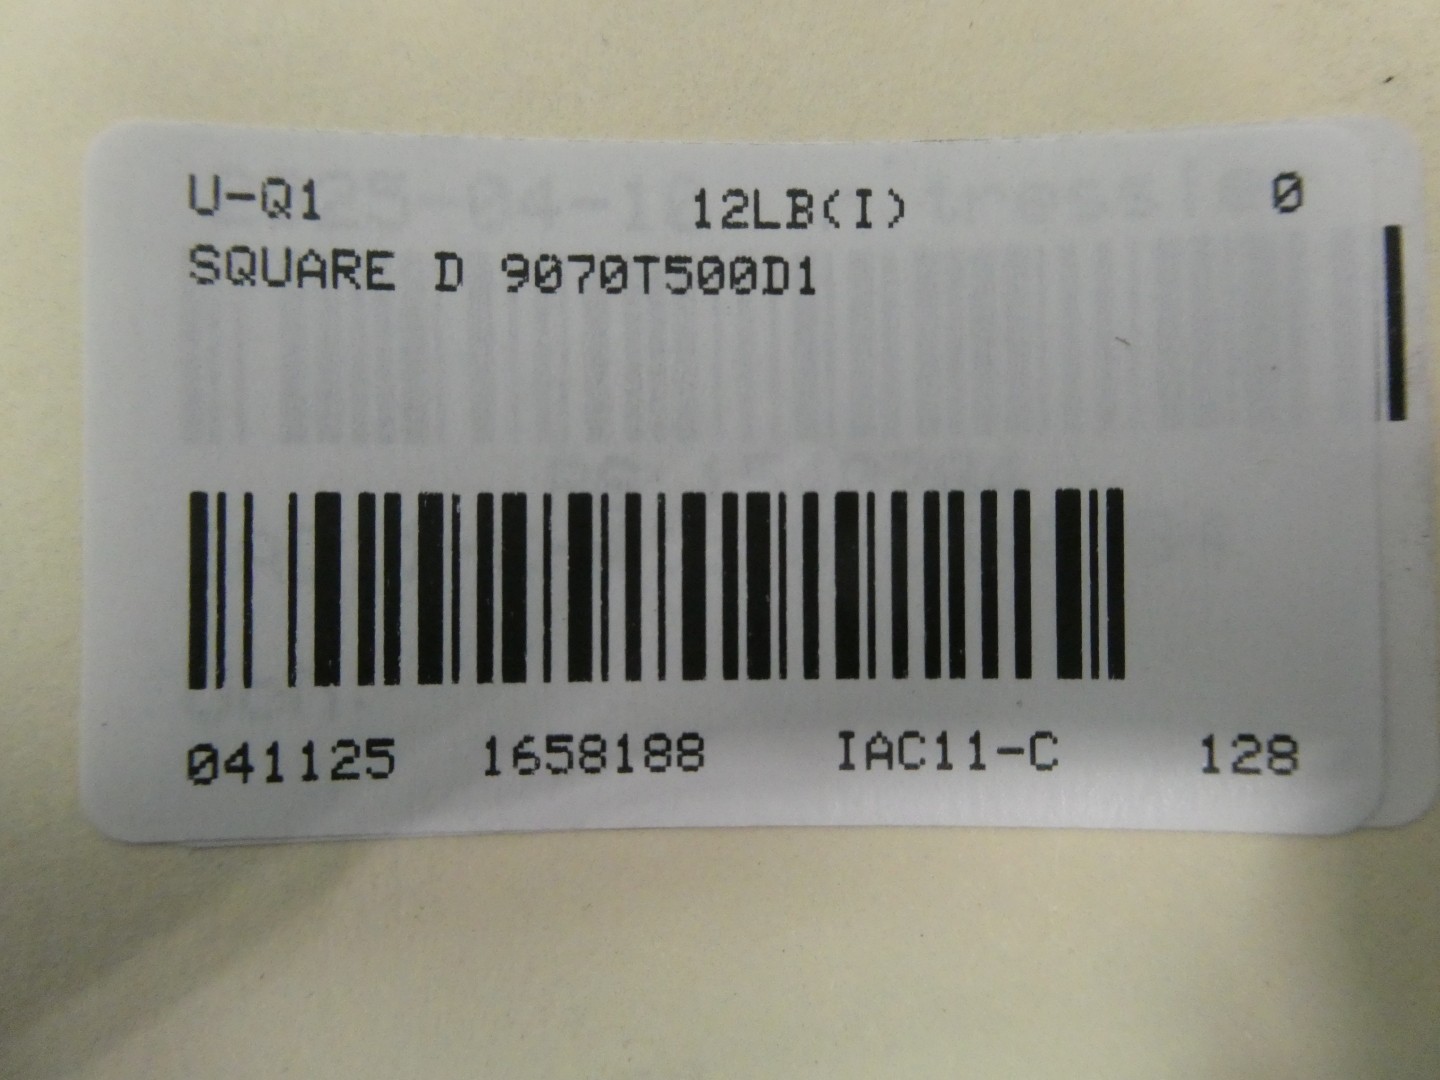 U-Q1 12LB(I) 0
SQUARE D 9070T500D1
041125 1658188 IAC11-C 128